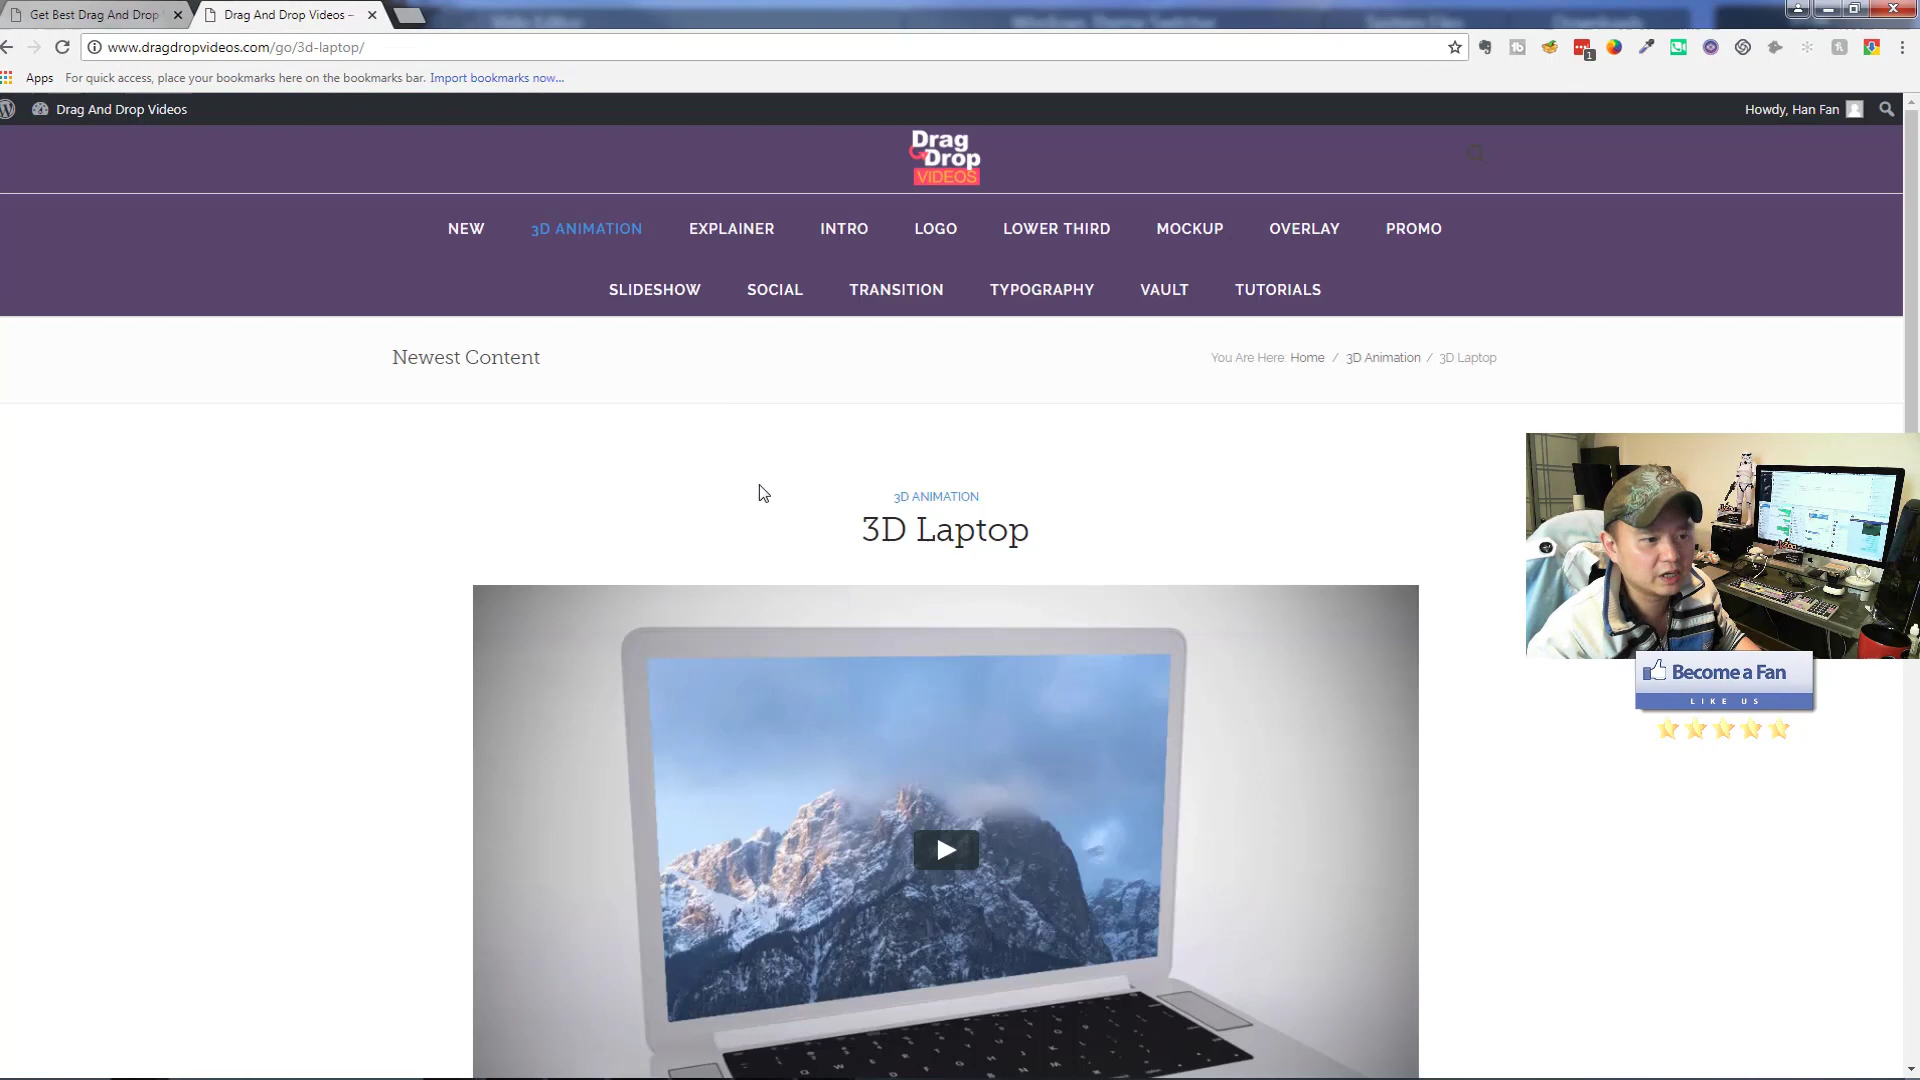 Get Best Drag And Drop
Drag And Drop Videos –
www.dragdropvideos.com/go/3d-laptop/
1
Apps For quick access, place your bookmarks here on the bookmarks bar. Import bookmarks now...
Drag And Drop Videos
Howdy, Han Fan
Drag
Drop
VIDEOS
NEW 3D ANIMATION EXPLAINER INTRO LOGO LOWER THIRD MOCKUP OVERLAY PROMO
SLIDESHOW SOCIAL TRANSITION TYPOGRAPHY VAULT TUTORIALS
Newest Content
You Are Here: Home / 3D Animation / 3D Laptop
3D ANIMATION
3D Laptop
Become a Fan
LIKE US